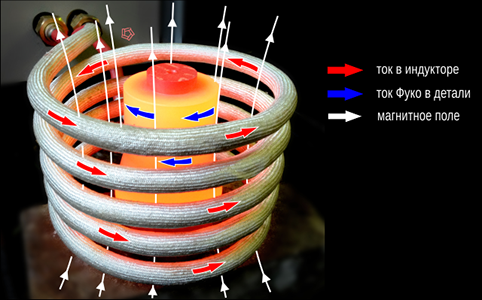 ток в индукторе
ток Фуко в детали
магнитное поле